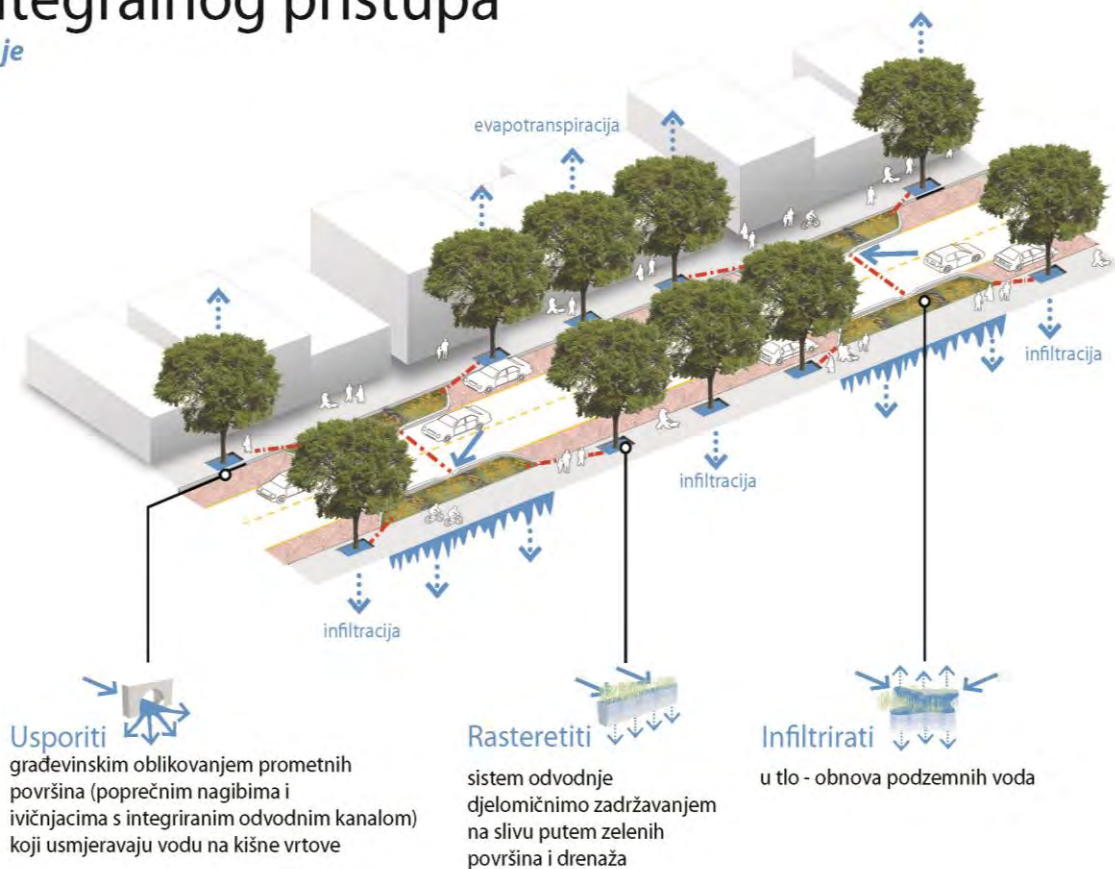 ntegralnog pristupa
je
evapotranspiracija
infiltracija
infiltracija
infiltracija
Usporiti
građevinskim oblikovanjem prometnih
površina (poprečnim nagibima i
ivičnjacima s integriranim odvodnim kanalom)
koji usmjeravaju vodu na kišne vrtove
Rasteretiti
sistem odvodnje
djelomičnimo zadržavanjem
na slivu putem zelenih
površina i drenaža
Infiltrirati
u tlo - obnova podzemnih voda